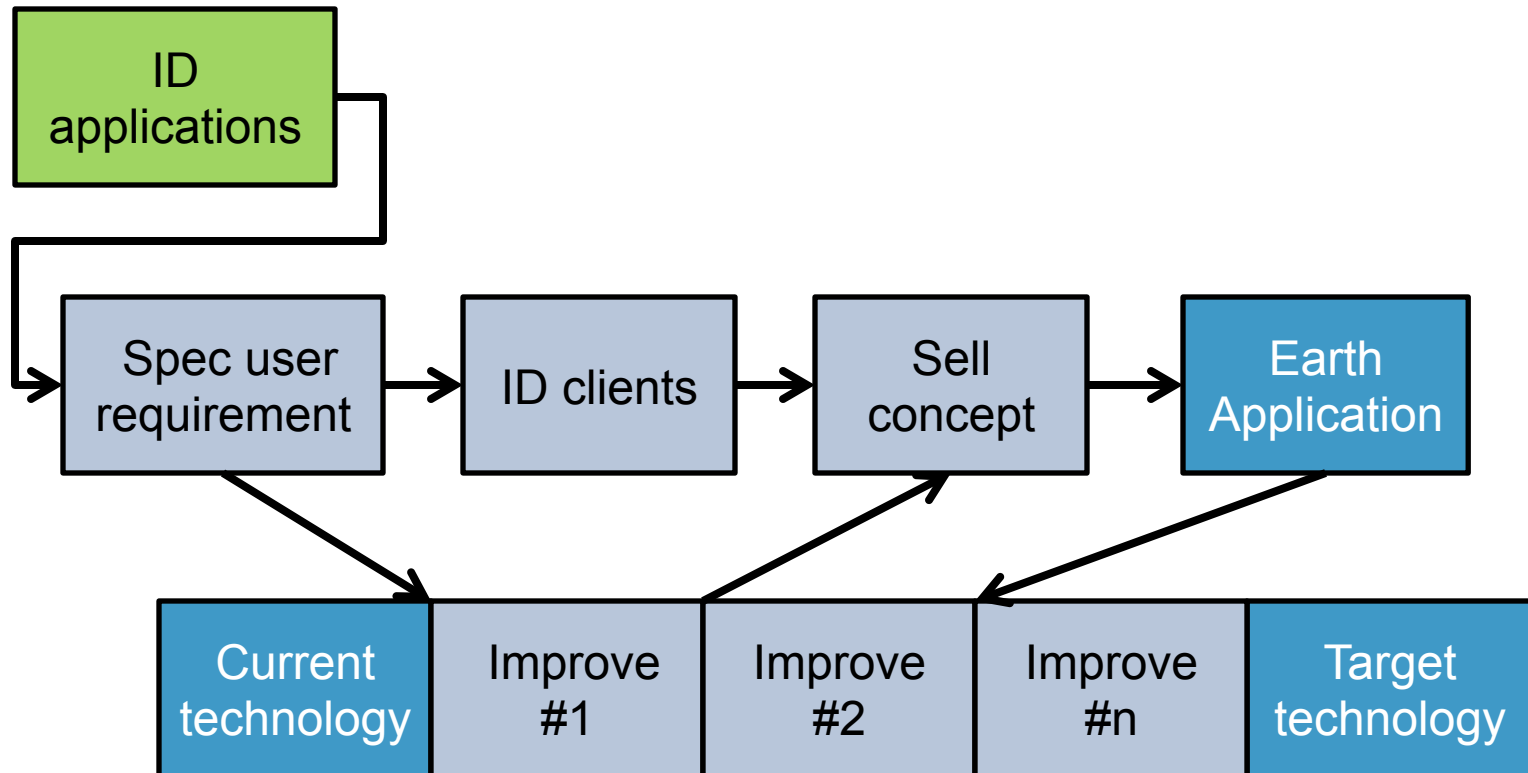 ID
applications
Spec user
requirement
ID clients
Sell
concept
Earth
Application
Current
technology
Improve
#1
Improve
#2
Improve
#n
Target
technology